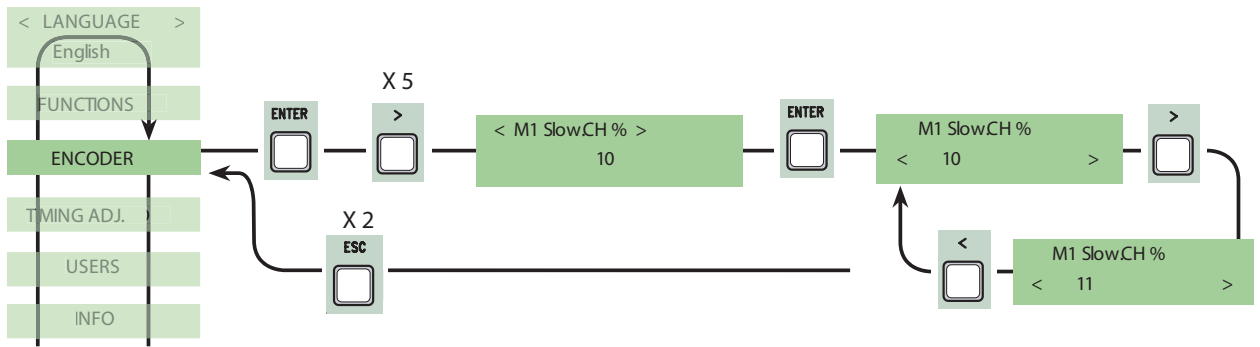 < LANGUAGE >
English
FUNCTIONS
ENCODER
TIMING ADJ.
USERS
INFO
ENTER
X 5
>
< M1 Slow.CH % >
10
ENTER
M1 Slow.CH %
< 10 >
>
M1 Slow.CH %
< 11 >
<
X 2
ESC